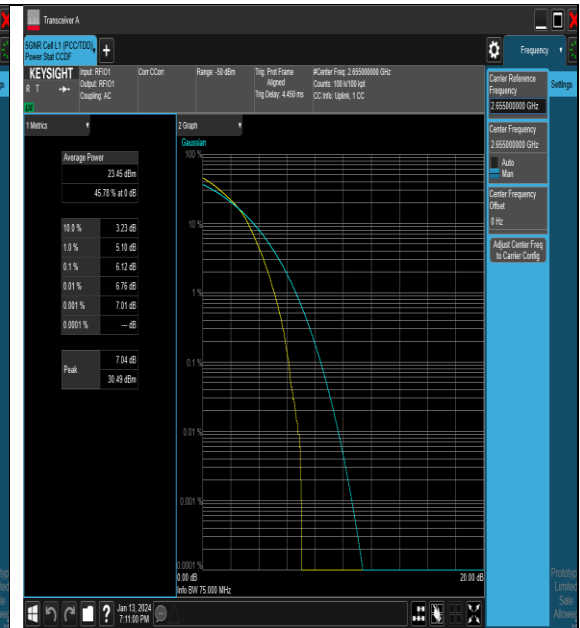 Transceiver A
5GNR Cell L1 (PCC/TDD),
Power Stat CCDF
Frequency
KEYSIGHT
R T
LV
Input: RFIO1
Output: RFIO1
Coupling: AC
Corr CCorr
Range: -50 dBm
Trig: Prot Frame
Aligned
Trig Delay: 4.450 ms
#Center Freq: 2.655000000 GHz
Counts: 100 k/100 kpt
CC Info: Uplink, 1 CC
Settings
Carrier Reference
Frequency
2.655000000 GHz
Center Frequency
2.655000000 GHz
Auto
Man
Center Frequency
Offset
0 Hz
Adjust Center Freq
to Carrier Config
1 Metrics
Average Power
23.45 dBm
45.78 % at 0 dB
10.0 % 3.23 dB
1.0 % 5.10 dB
0.1 % 6.12 dB
0.01 % 6.76 dB
0.001 % 7.01 dB
0.0001 % --- dB
Peak
7.04 dB
30.49 dBm
2 Graph
Gaussian
100 %
10 %
1 %
0.1 %
0.01 %
0.001 %
0.0001 %
0.00 dB
20.00 dB
Info BW 75.000 MHz
Jan 13, 2024
7:11:00 PM
?